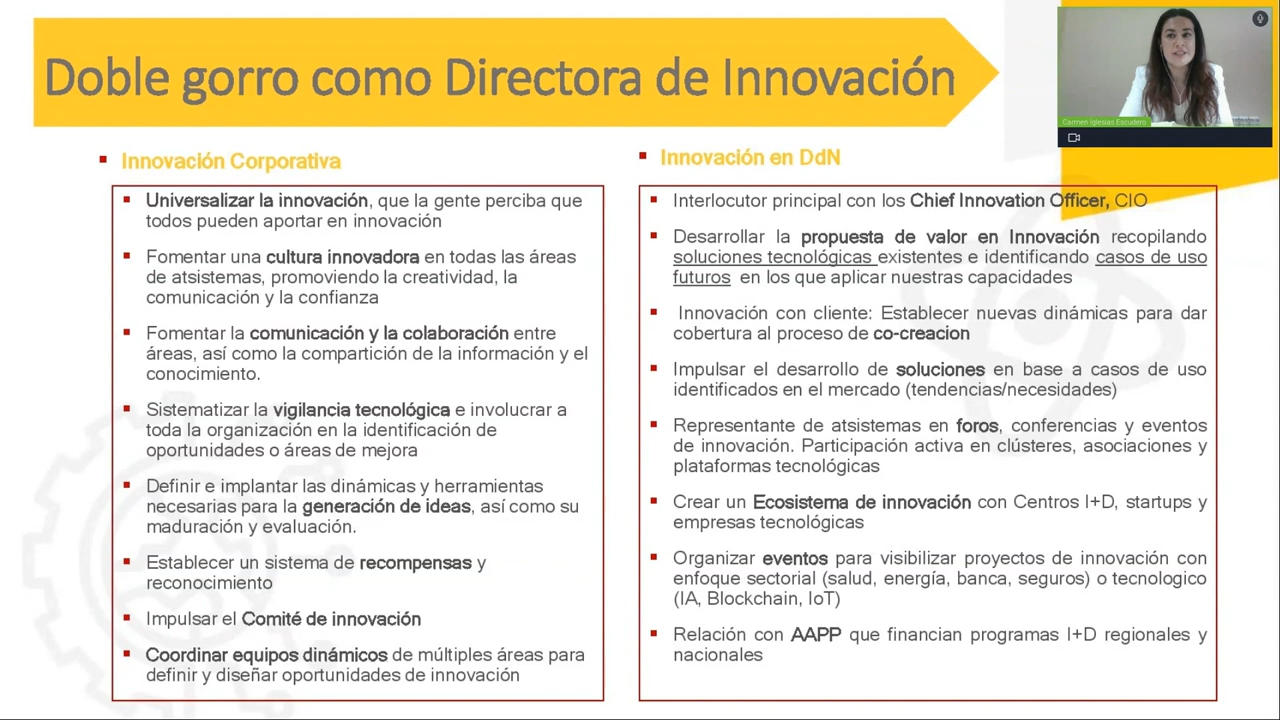 Doble gorro como Directora de Innovación
Carmen Iglesias Escudero
▪ Innovación Corporativa
▪ Universalizar la innovación, que la gente perciba que
todos pueden aportar en innovación
▪ Fomentar una cultura innovadora en todas las áreas
de atsistemas, promoviendo la creatividad, la
comunicación y la confianza
▪ Fomentar la comunicación y la colaboración entre
áreas, así como la compartición de la información y el
conocimiento.
▪ Sistematizar la vigilancia tecnológica e involucrar a
toda la organización en la identificación de
oportunidades o áreas de mejora
▪ Definir e implantar las dinámicas y herramientas
necesarias para la generación de ideas, así como su
maduración y evaluación.
▪ Establecer un sistema de recompensas y
reconocimiento
▪ Impulsar el Comité de innovación
▪ Coordinar equipos dinámicos de múltiples áreas para
definir y diseñar oportunidades de innovación
▪ Innovación en DdN
▪ Interlocutor principal con los Chief Innovation Officer, CIO
▪ Desarrollar la propuesta de valor en Innovación recopilando
soluciones tecnológicas existentes e identificando casos de uso
futuros en los que aplicar nuestras capacidades
▪ Innovación con cliente: Establecer nuevas dinámicas para dar
cobertura al proceso de co-creacion
▪ Impulsar el desarrollo de soluciones en base a casos de uso
identificados en el mercado (tendencias/necesidades)
▪ Representante de atsistemas en foros, conferencias y eventos
de innovación. Participación activa en clústeres, asociaciones y
plataformas tecnológicas
▪ Crear un Ecosistema de innovación con Centros I+D, startups y
empresas tecnológicas
▪ Organizar eventos para visibilizar proyectos de innovación con
enfoque sectorial (salud, energía, banca, seguros) o tecnologico
(IA, Blockchain, IoT)
▪ Relación con AAPP que financian programas I+D regionales y
nacionales